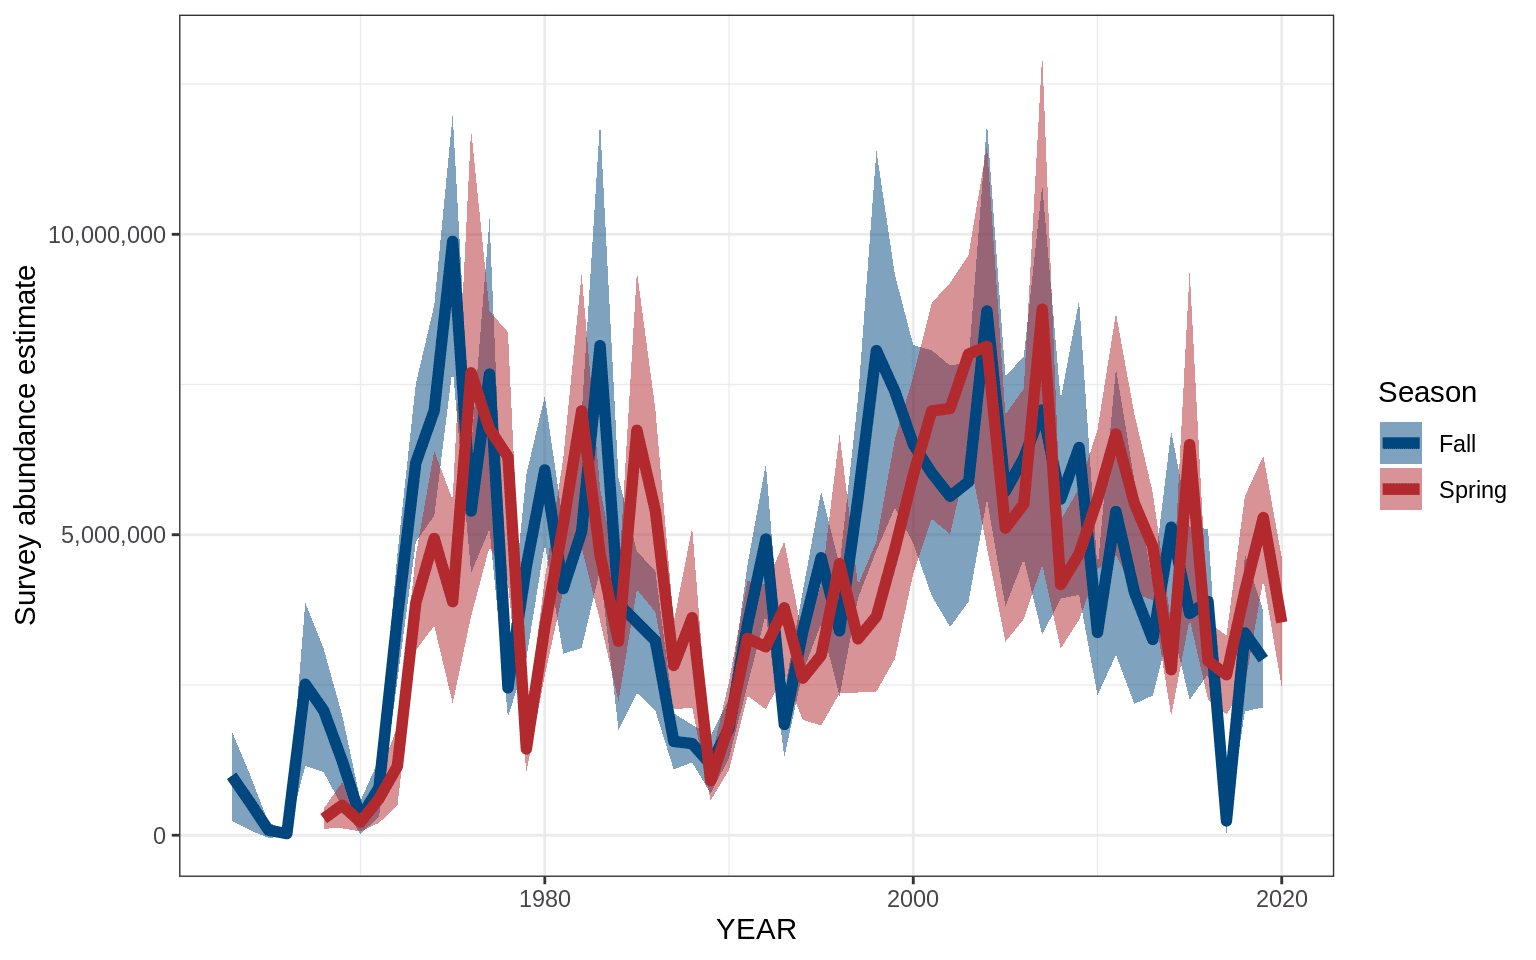 Survey abundance estimate
10,000,000
5,000,000
0
1980
2000
2020
YEAR
Season
Fall
Spring